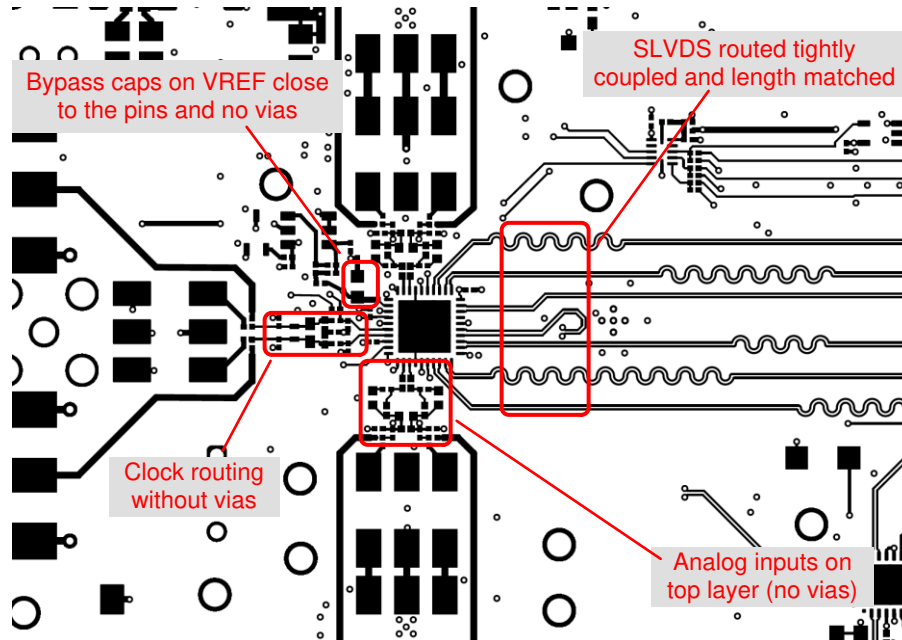 Bypass caps on VREF close
to the pins and no vias
SLVDS routed tightly
coupled and length matched
Clock routing
without vias
Analog inputs on
top layer (no vias)